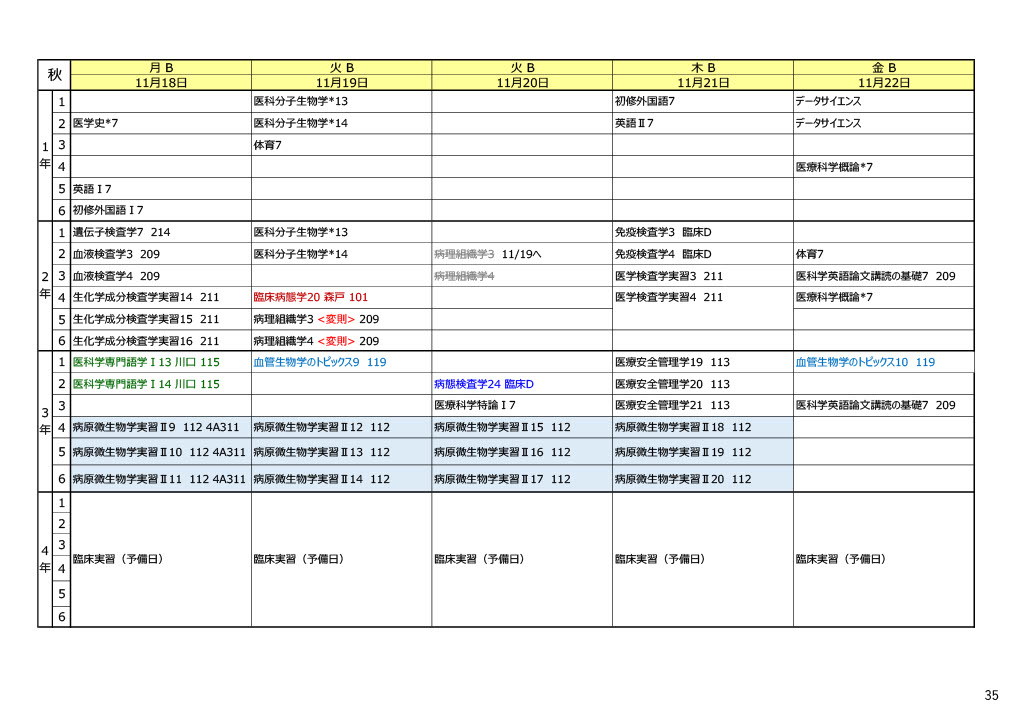 秋 月 B 火 B 火 B 木 B 金 B
11月18日 11月19日 11月20日 11月21日 11月22日
1年
1 医科分子生物学*13 初修外国語7 データサイエンス
2 医学史*7 医科分子生物学*14 英語Ⅱ7 データサイエンス
3 体育7
4 医療科学概論*7
5 英語Ⅰ7
6 初修外国語Ⅰ7
2年
1 遺伝子検査学7 214 医科分子生物学*13 免疫検査学3 臨床D
2 血液検査学3 209 医科分子生物学*14 病理組織学3 11/19へ 免疫検査学4 臨床D 体育7
3 血液検査学4 209 病理組織学4 医学検査学実習3 211 医科学英語論文講読の基礎7 209
4 生化学成分検査学実習14 211 臨床病態学20 森戸 101 医学検査学実習4 211 医療科学概論*7
5 生化学成分検査学実習15 211 病理組織学3 <変則> 209
6 生化学成分検査学実習16 211 病理組織学4 <変則> 209
3年
1 医科学専門語学Ⅰ13 川口 115 血管生物学のトピックス9 119 医療安全管理学19 113 血管生物学のトピックス10 119
2 医科学専門語学Ⅰ14 川口 115 病態検査学24 臨床D 医療安全管理学20 113
3 医療科学特論Ⅰ7 医療安全管理学21 113 医科学英語論文講読の基礎7 209
4 病原微生物学実習Ⅱ9 112 4A311 病原微生物学実習Ⅱ12 112 病原微生物学実習Ⅱ15 112 病原微生物学実習Ⅱ18 112
5 病原微生物学実習Ⅱ10 112 4A311 病原微生物学実習Ⅱ13 112 病原微生物学実習Ⅱ16 112 病原微生物学実習Ⅱ19 112
6 病原微生物学実習Ⅱ11 112 4A311 病原微生物学実習Ⅱ14 112 病原微生物学実習Ⅱ17 112 病原微生物学実習Ⅱ20 112
4年
1
2
3
臨床実習（予備日） 臨床実習（予備日） 臨床実習（予備日） 臨床実習（予備日） 臨床実習（予備日）
4
5
6
35